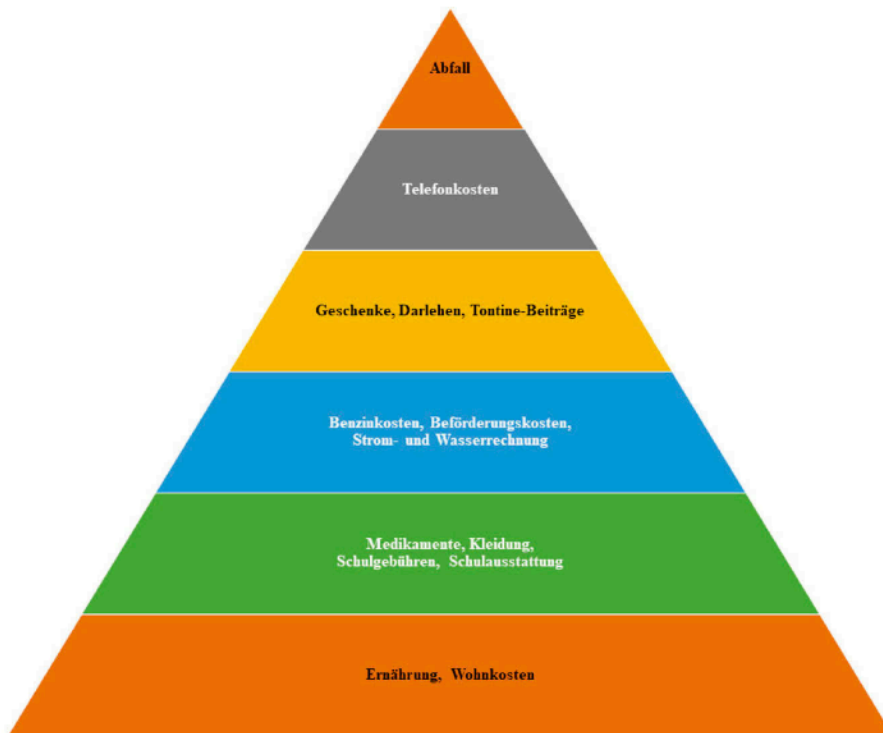 Abfall
Telefonkosten
Geschenke, Darlehen, Tontine-Beiträge
Benzinkosten, Beförderungskosten,
Strom- und Wasserrechnung
Medikamente, Kleidung,
Schulgebühren, Schulausstattung
Ernährung, Wohnkosten